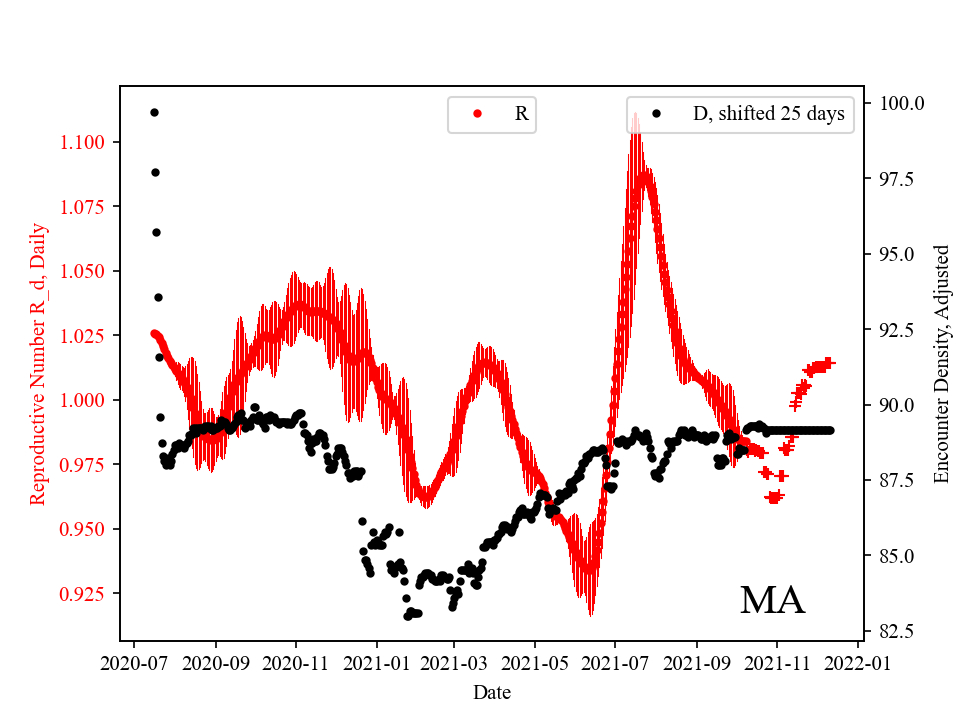 R
D, shifted 25 days
1.100
1.075
1.050
1.025
1.000
0.975
0.950
0.925
Reproductive Number R_d, Daily
100.0
97.5
95.0
92.5
90.0
87.5
85.0
82.5
Encounter Density, Adjusted
MA
2020-07 2020-09 2020-11 2021-01 2021-03 2021-05 2021-07 2021-09 2021-11 2022-01
Date